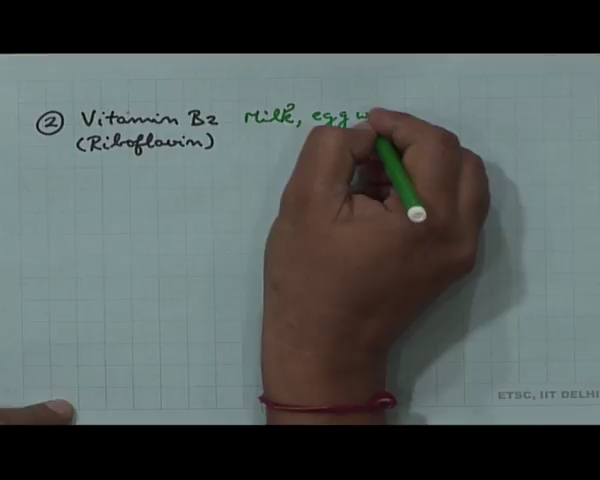 ② Vitamin B2 Milk, egg w
(Riboflavin)
ETSC, IIT DELHI